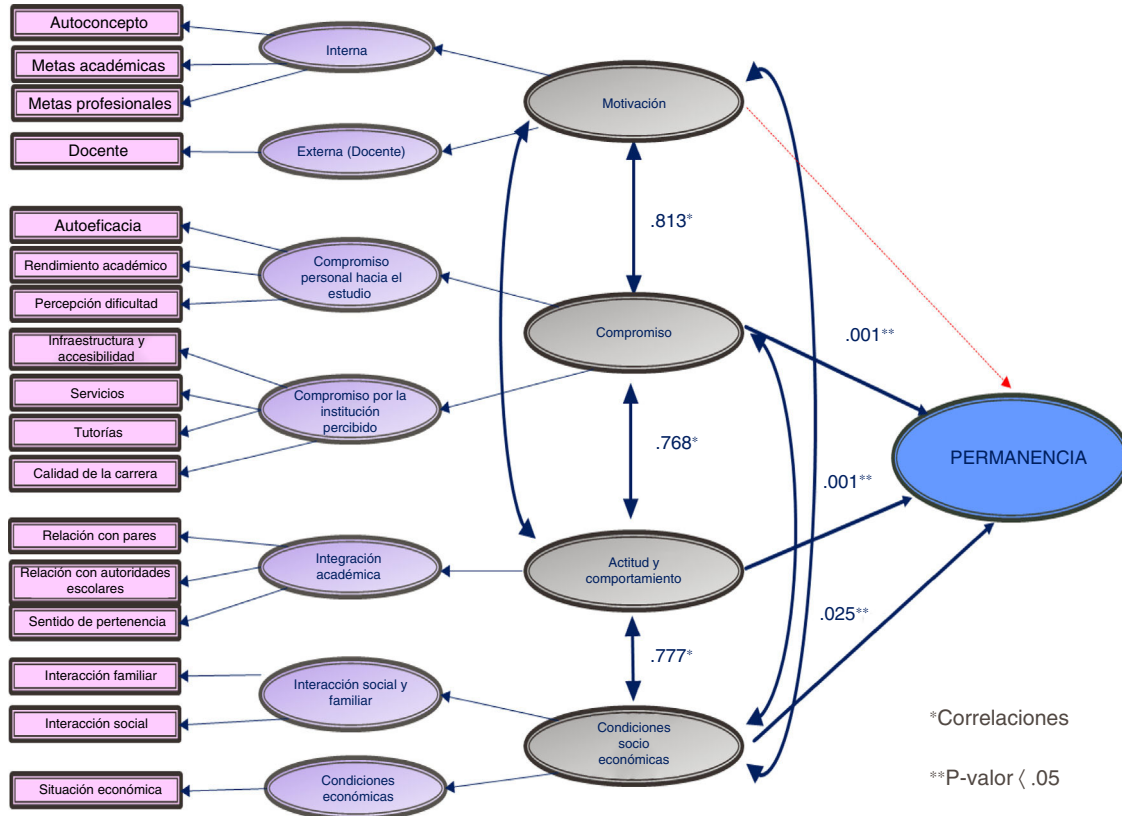 Autoconcepto
Metas académicas
Metas profesionales
Docente
Interna
Externa (Docente)
Motivación
.813*
Autoeficacia
Rendimiento académico
Percepción dificultad
Infraestructura y
accesibilidad
Servicios
Tutorías
Calidad de la carrera
Compromiso
personal hacia el
estudio
Compromiso por la
institución
percibido
Compromiso
.001**
.768*
.001**
PERMANENCIA
Relación con pares
Relación con autoridades
escolares
Sentido de pertenencia
Integración
académica
Actitud y
comportamiento
.025**
.777*
Interacción familiar
Interacción social
Situación económica
Interacción social y
familiar
Condiciones
económicas
Condiciones
socio
económicas
*Correlaciones
**P-valor ⟨ .05